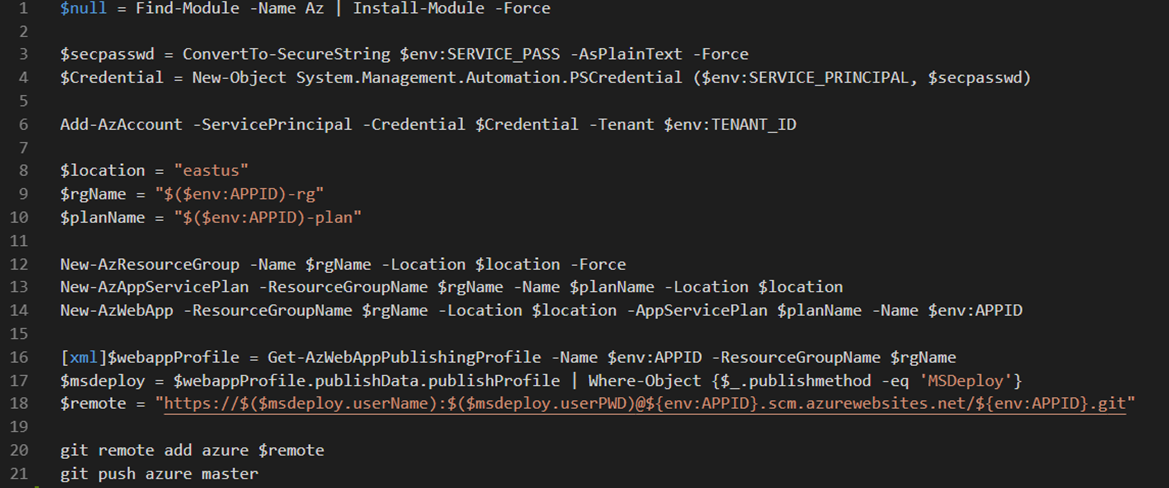 1 $null = Find-Module -Name Az | Install-Module -Force
2
3 $secpasswd = ConvertTo-SecureString $env:SERVICE_PASS -AsPlainText -Force
4 $Credential = New-Object System.Management.Automation.PSCredential ($env:SERVICE_PRINCIPAL, $secpasswd)
5
6 Add-AzAccount -ServicePrincipal -Credential $Credential -Tenant $env:TENANT_ID
7
8 $location = "eastus"
9 $rgName = "$($env:APPID)-rg"
10 $planName = "$($env:APPID)-plan"
11
12 New-AzResourceGroup -Name $rgName -Location $location -Force
13 New-AzAppServicePlan -ResourceGroupName $rgName -Name $planName -Location $location
14 New-AzWebApp -ResourceGroupName $rgName -Location $location -AppServicePlan $planName -Name $env:APPID
15
16 [xml]$webappProfile = Get-AzWebAppPublishingProfile -Name $env:APPID -ResourceGroupName $rgName
17 $msdeploy = $webappProfile.publishData.publishProfile | Where-Object {$_.publishmethod -eq 'MSDeploy'}
18 $remote = "https://$($msdeploy.userName):$($msdeploy.userPWD)@${env:APPID}.scm.azurewebsites.net/${env:APPID}.git"
19
20 git remote add azure $remote
21 git push azure master